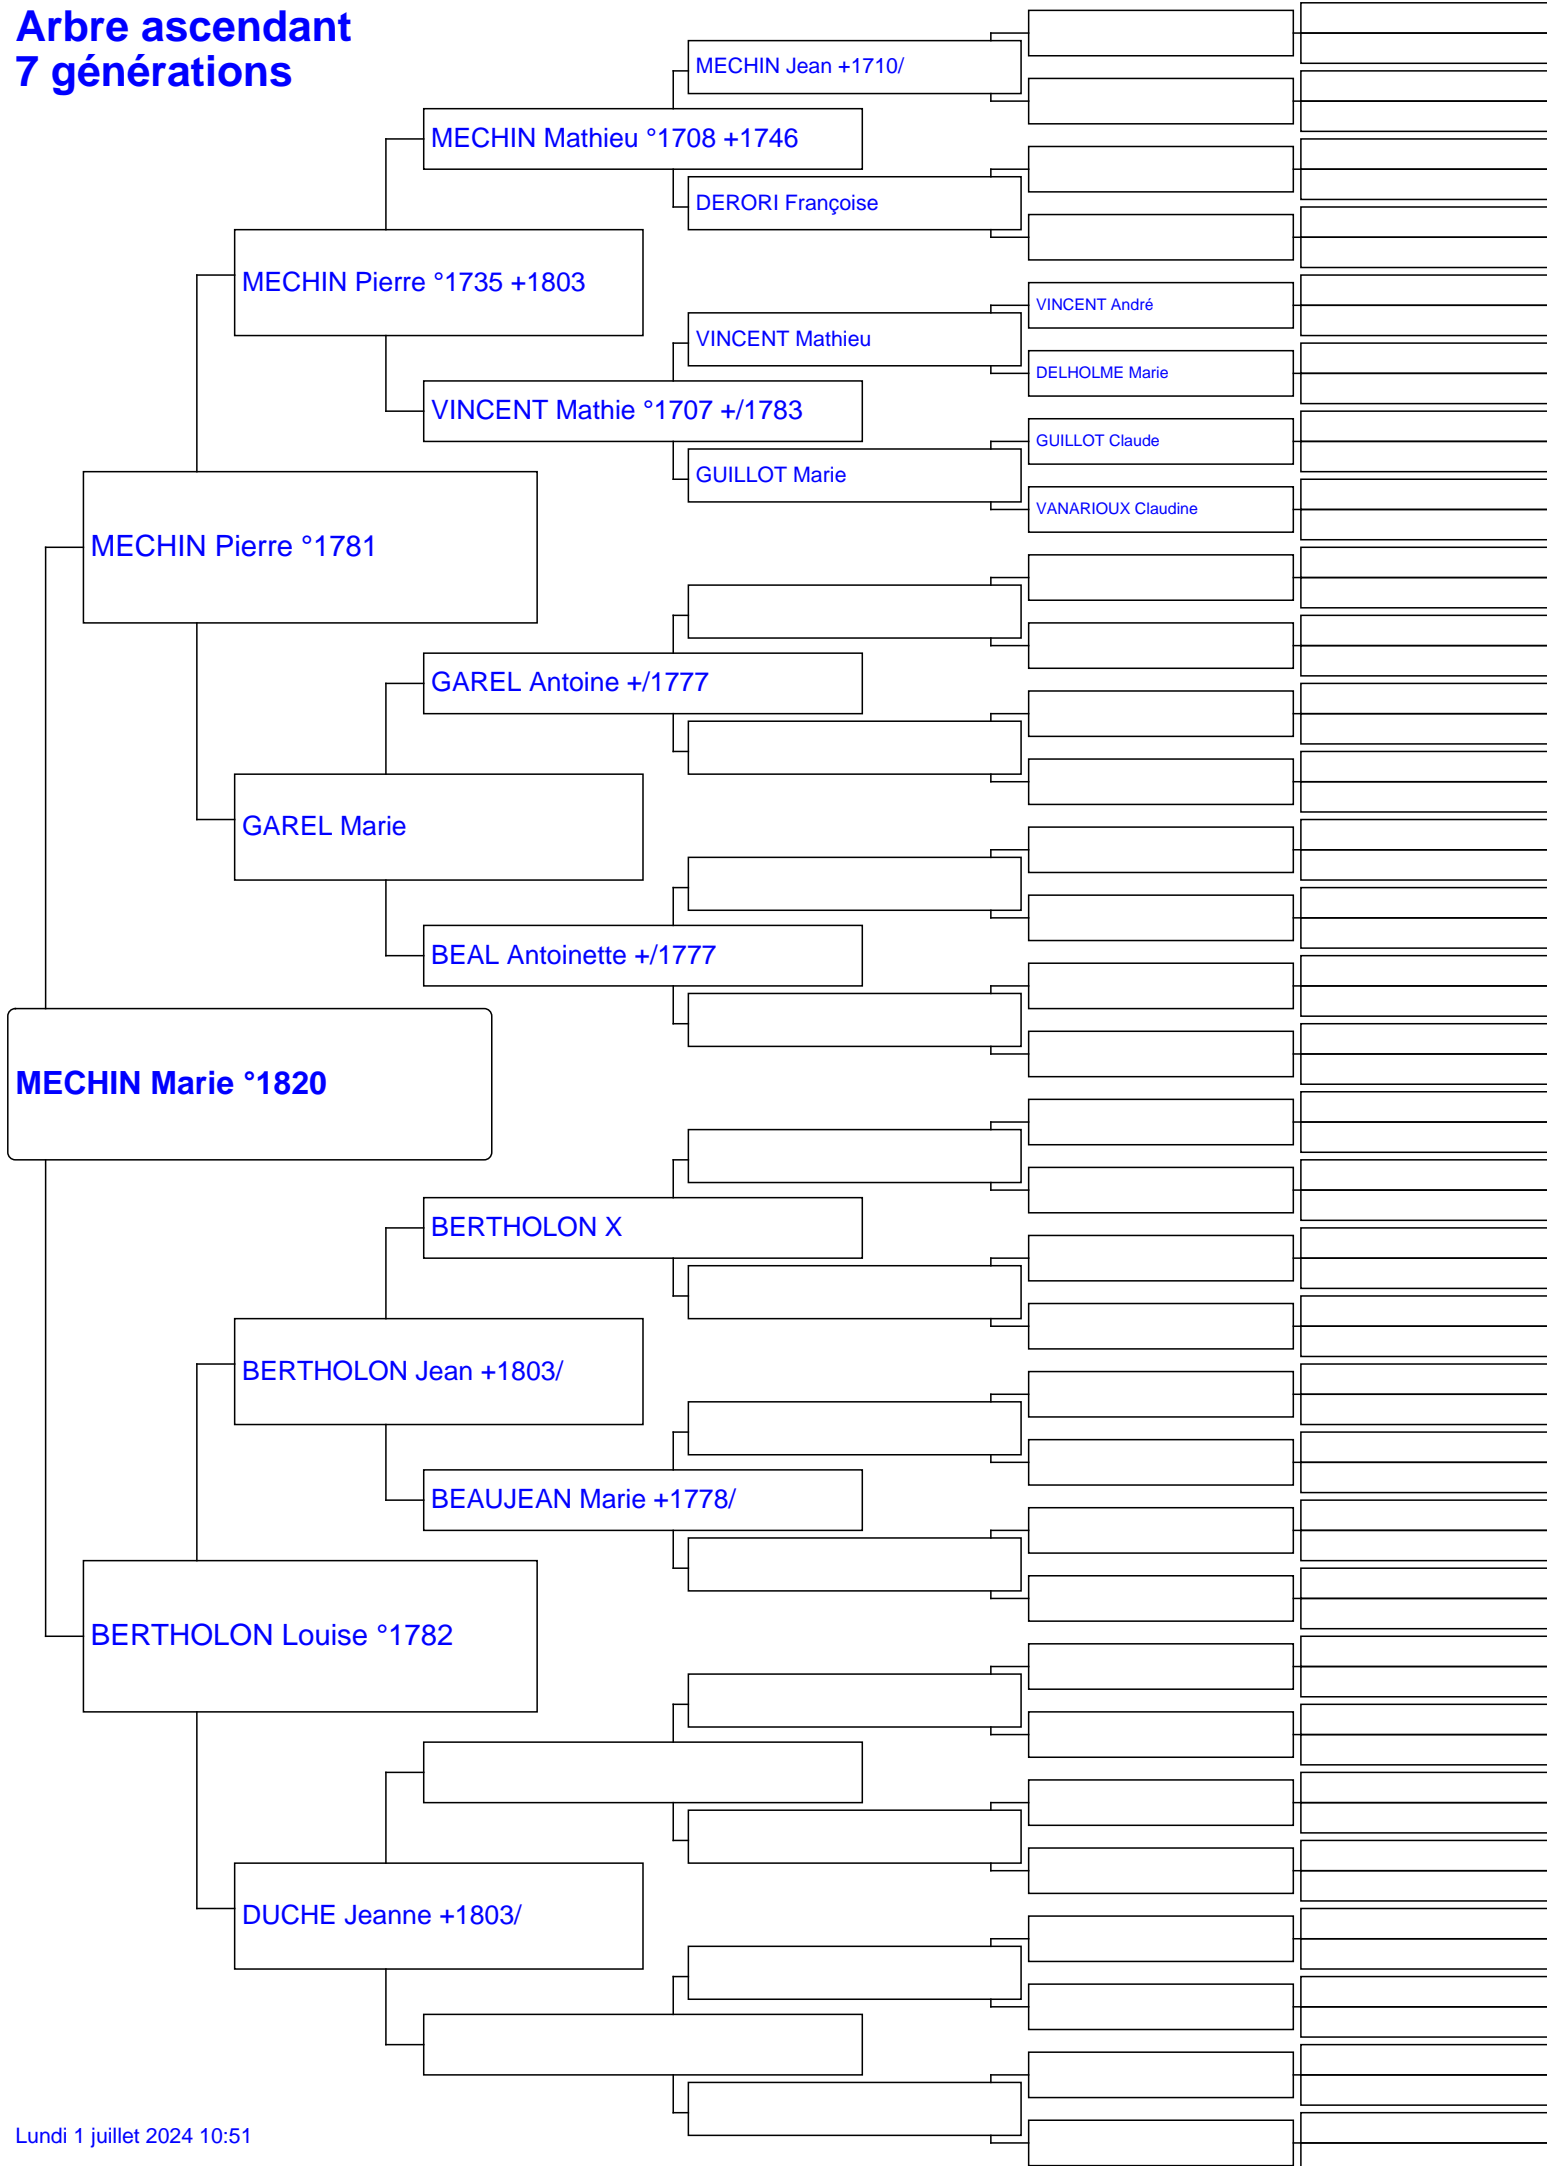 Arbre ascendant
7 générations
MECHIN Jean +1710/
MECHIN Mathieu °1708 +1746
DERORI Françoise
MECHIN Pierre °1735 +1803
VINCENT André
VINCENT Mathieu
DELHOLME Marie
VINCENT Mathie °1707 +/1783
GUILLOT Claude
GUILLOT Marie
VANARIOUX Claudine
MECHIN Pierre °1781
GAREL Antoine +/1777
GAREL Marie
BEAL Antoinette +/1777
MECHIN Marie °1820
BERTHOLON X
BERTHOLON Jean +1803/
BEAUJEAN Marie +1778/
BERTHOLON Louise °1782
DUCHE Jeanne +1803/
Lundi 1 juillet 2024 10:51